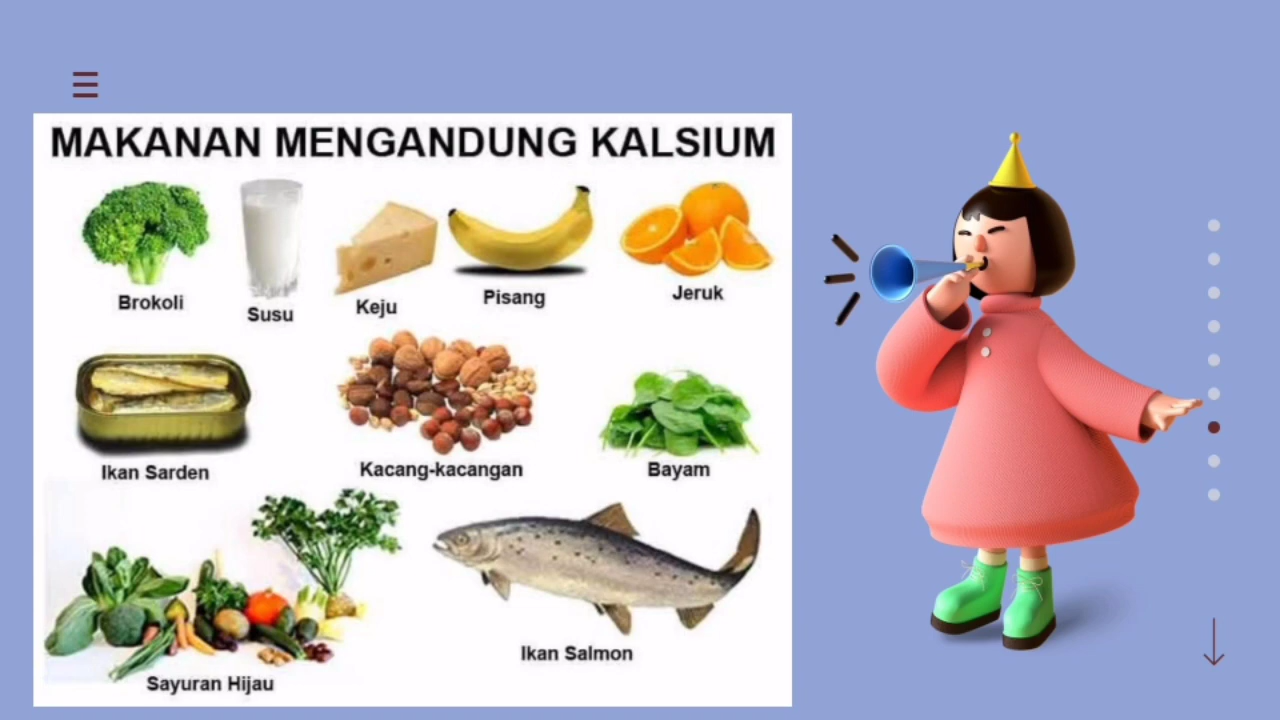 MAKANAN MENGANDUNG KALSIUM
Brokoli
Susu
Keju
Pisang
Jeruk
Ikan Sarden
Kacang-kacangan
Bayam
Sayuran Hijau
Ikan Salmon